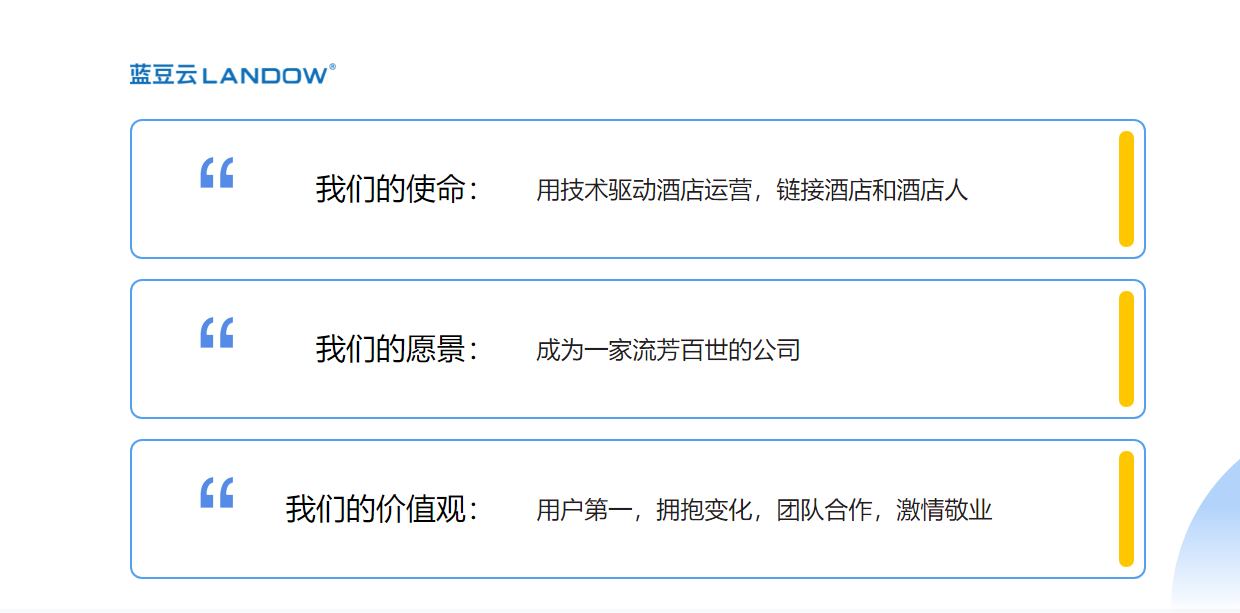 蓝豆云LANDOW®
我们的使命： 用技术驱动酒店运营，链接酒店和酒店人
我们的愿景： 成为一家流芳百世的公司
我们的价值观： 用户第一，拥抱变化，团队合作，激情敬业